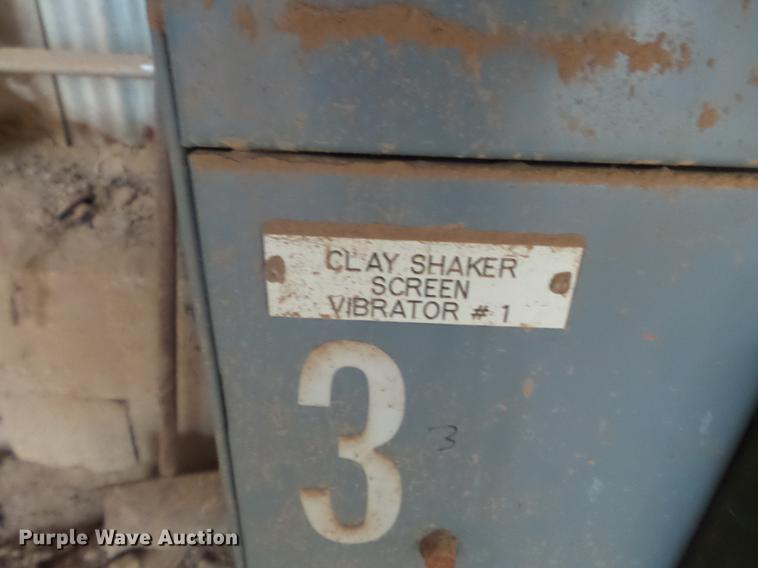 CLAY SHAKER
SCREEN
VIBRATOR # 1
3
3
Purple Wave Auction